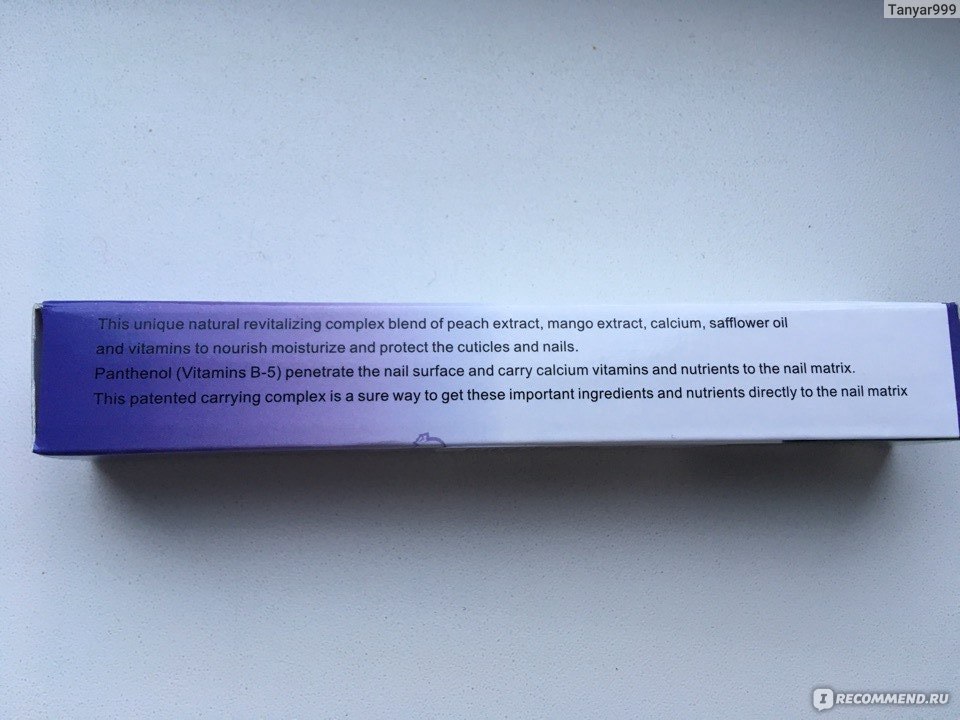 Tanyar999
This unique natural revitalizing complex blend of peach extract, mango extract, calcium, safflower oil
and vitamins to nourish moisturize and protect the cuticles and nails.
Panthenol (Vitamins B-5) penetrate the nail surface and carry calcium vitamins and nutrients to the nail matrix.
This patented carrying complex is a sure way to get these important ingredients and nutrients directly to the nail matrix
IRECOMMEND.RU